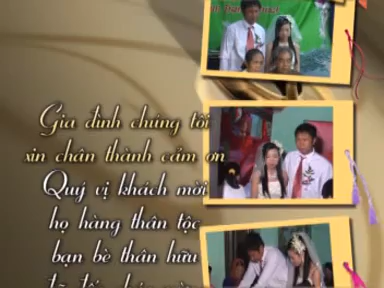 Gia đình chúng tôi
xin chân thành cảm ơn
Quý vị khách mời
họ hàng thân tộc
bạn bè thân hữu